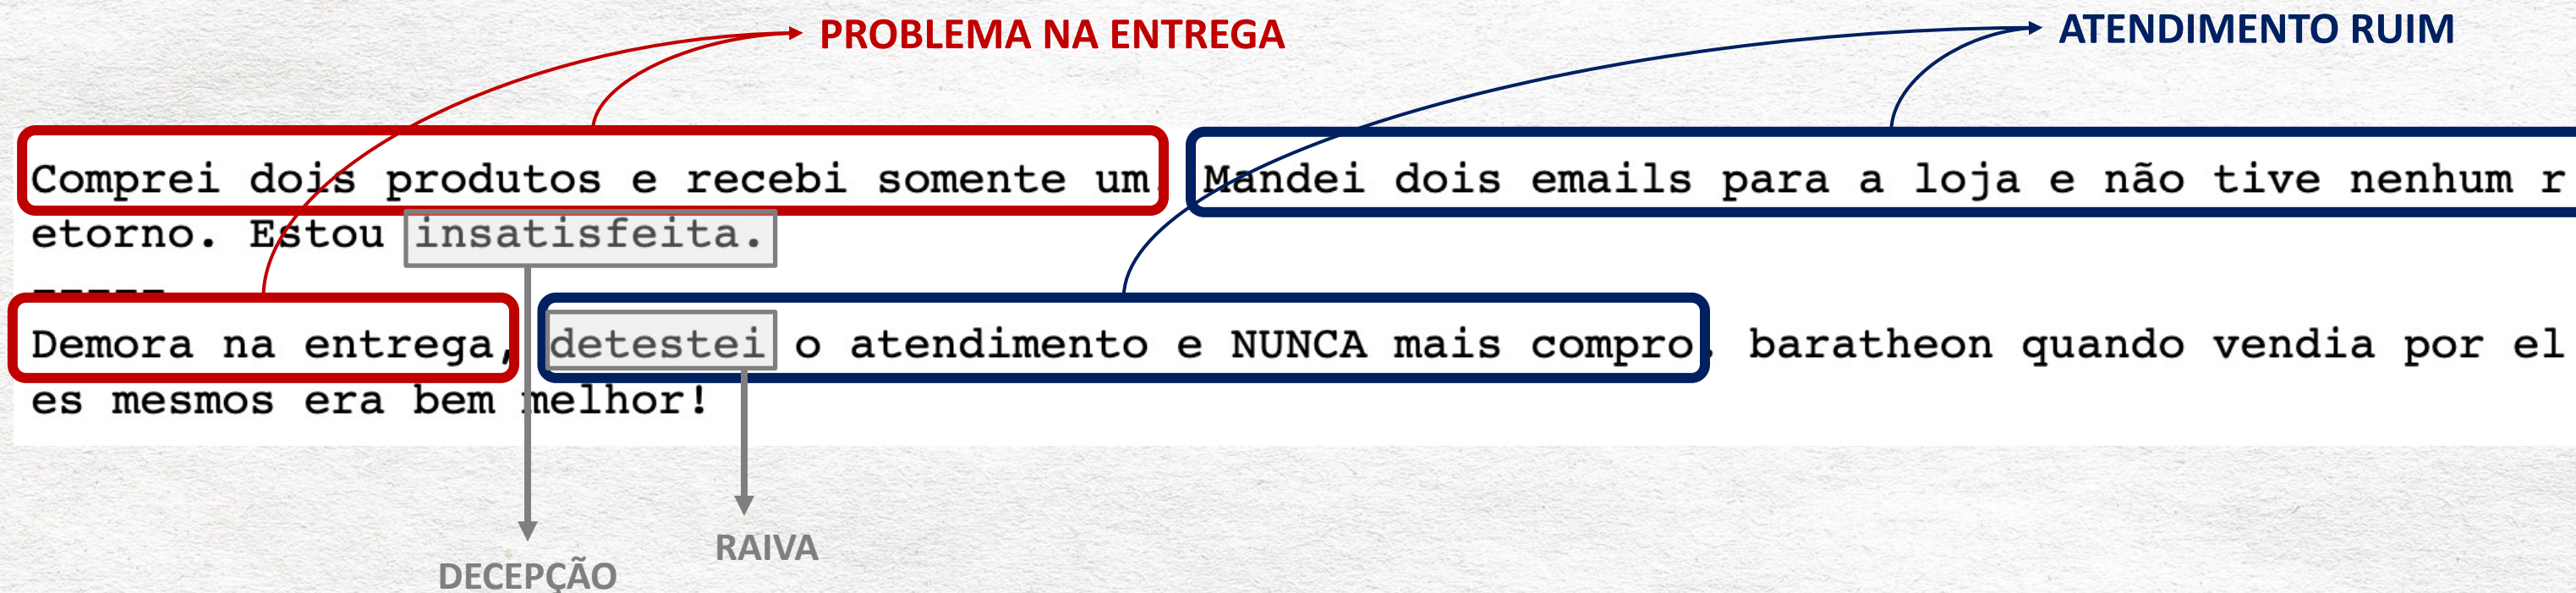 PROBLEMA NA ENTREGA
ATENDIMENTO RUIM
Comprei dois produtos e recebi somente um. Mandei dois emails para a loja e não tive nenhum r
etorno. Estou insatisfeita.
-----
Demora na entrega, detestei o atendimento e NUNCA mais compro. baratheon quando vendia por el
es mesmos era bem melhor!
RAIVA
DECEPÇÃO